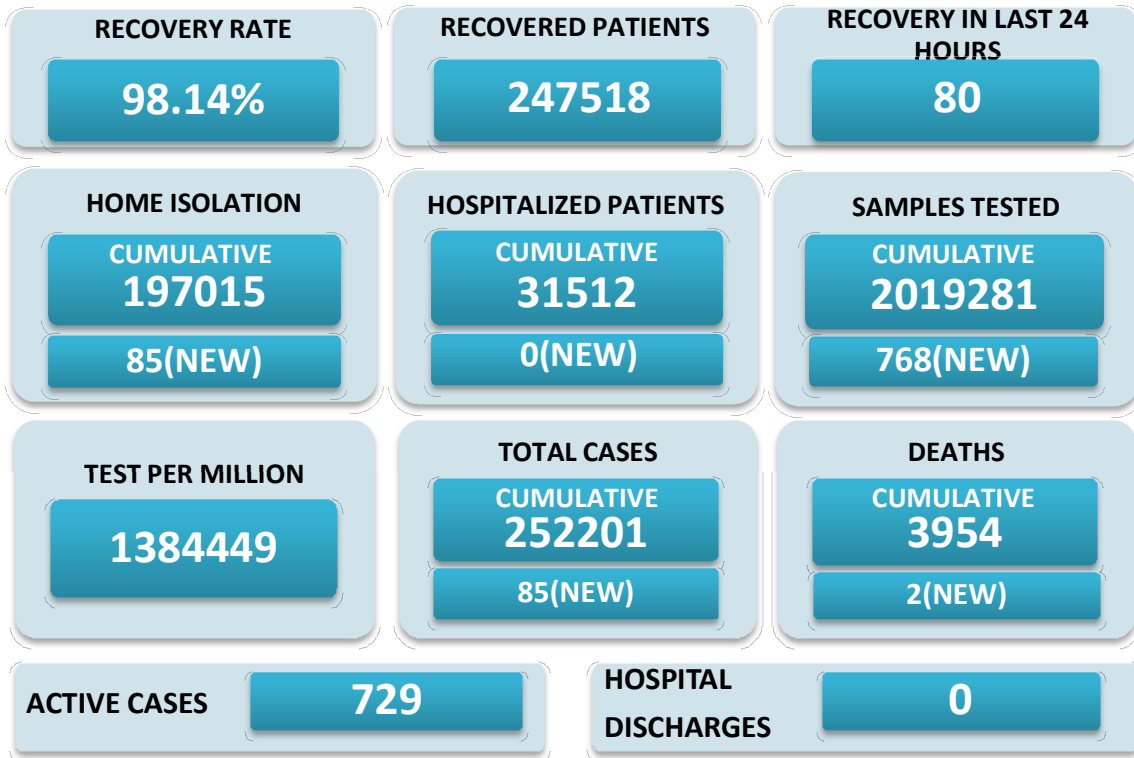 RECOVERY RATE
98.14%
RECOVERED PATIENTS
247518
RECOVERY IN LAST 24
HOURS
80
HOME ISOLATION
CUMULATIVE
197015
85(NEW)
HOSPITALIZED PATIENTS
CUMULATIVE
31512
0(NEW)
SAMPLES TESTED
CUMULATIVE
2019281
768(NEW)
TEST PER MILLION
1384449
TOTAL CASES
CUMULATIVE
252201
85(NEW)
DEATHS
CUMULATIVE
3954
2(NEW)
ACTIVE CASES
729
HOSPITAL
DISCHARGES
0